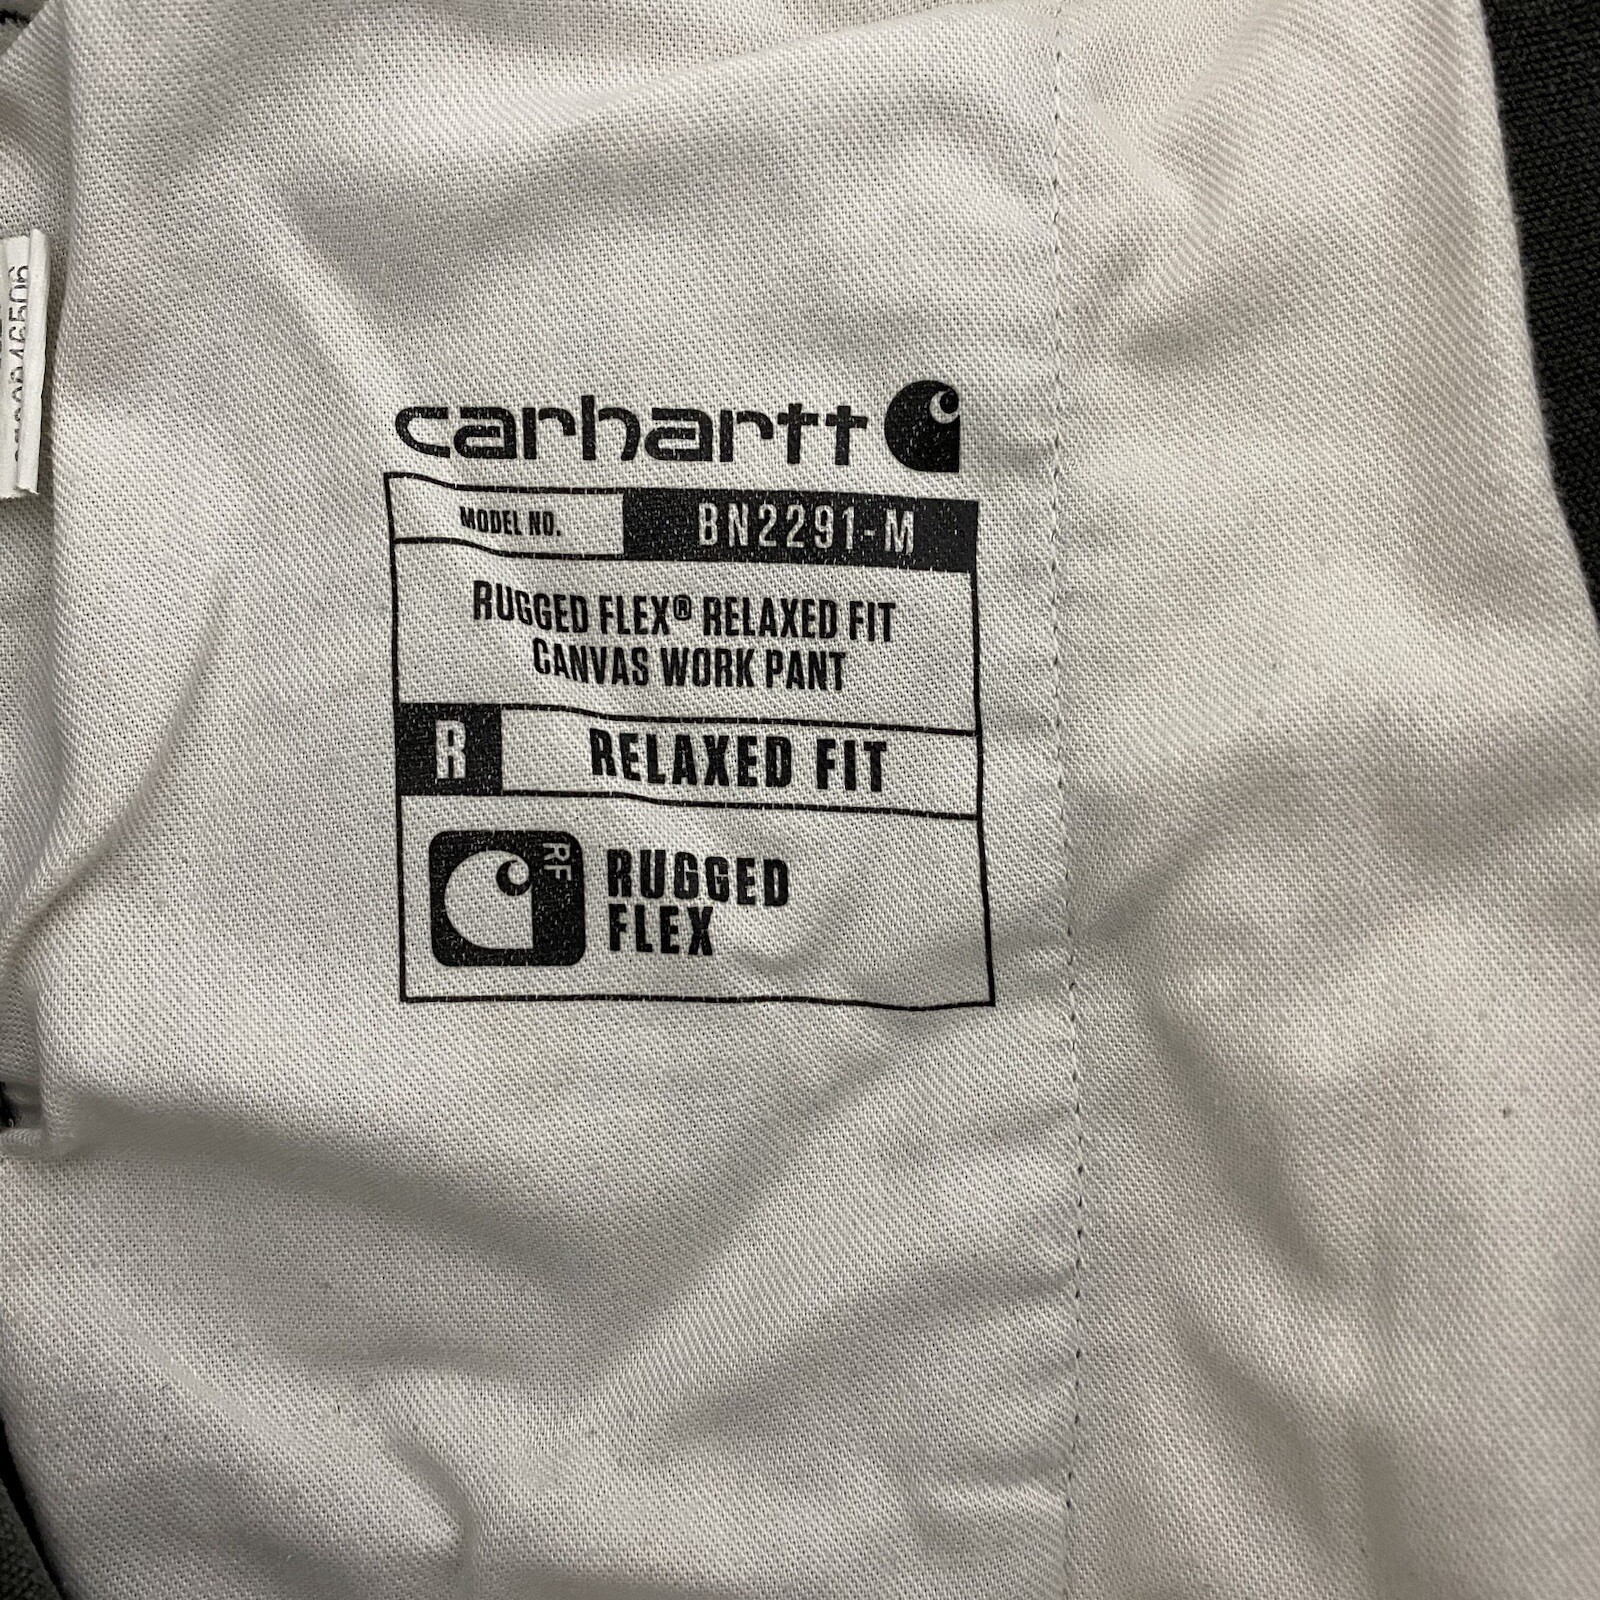 carhartt
MODEL NO. BN2291-M
RUGGED FLEX® RELAXED FIT
CANVAS WORK PANT
R RELAXED FIT
RF
RUGGED
FLEX